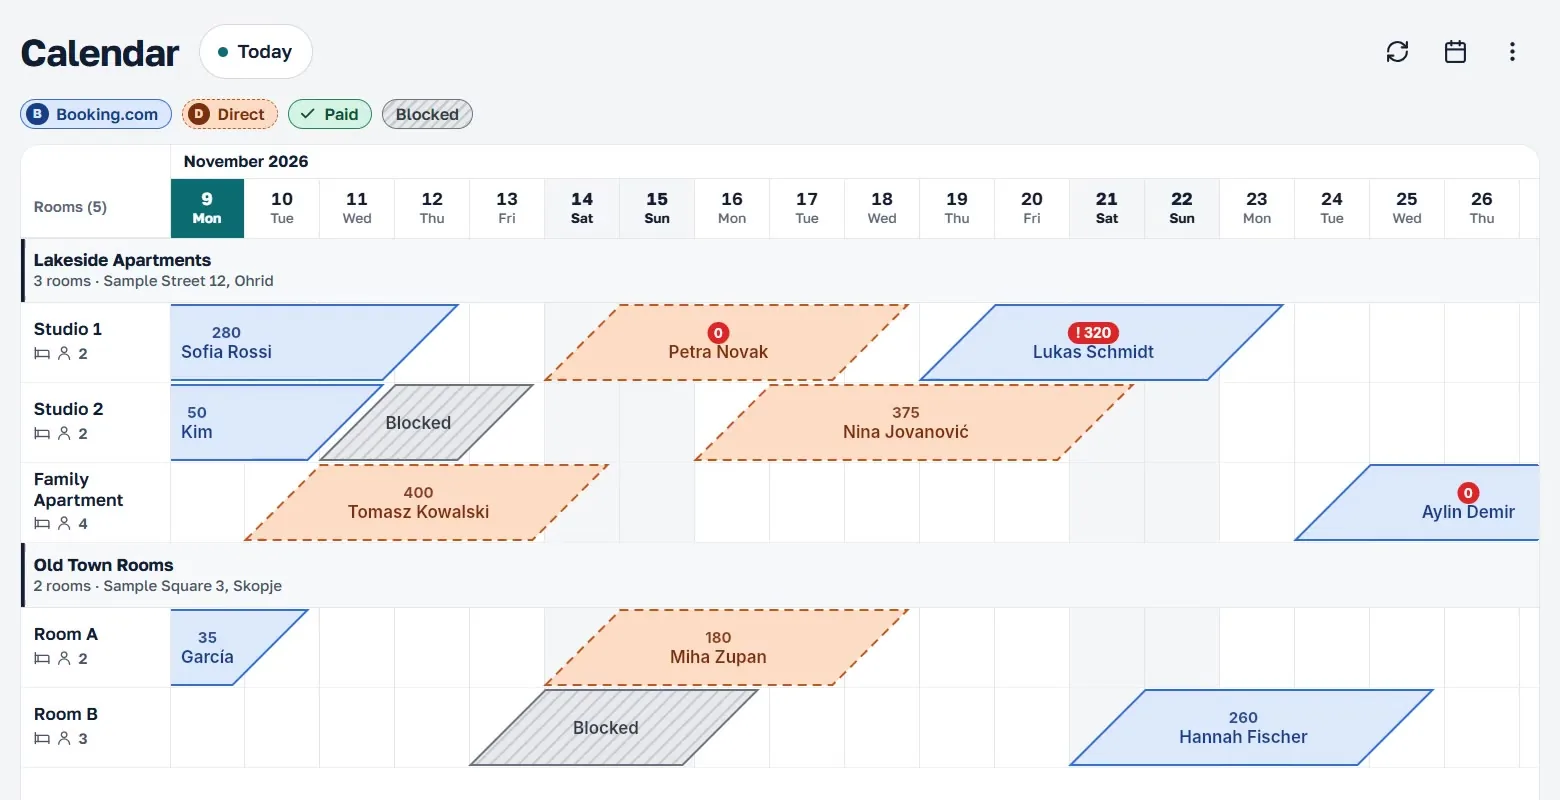 Calendar
Today
B Booking.com
D Direct
Paid
Blocked
November 2026
Rooms (5)
9 10 11 12 13 14 15 16 17 18 19 20 21 22 23 24 25 26
Mon Tue Wed Thu Fri Sat Sun Mon Tue Wed Thu Fri Sat Sun Mon Tue Wed Thu
Lakeside Apartments
3 rooms · Sample Street 12, Ohrid
Studio 1
2
280
Sofia Rossi
0
Petra Novak
! 320
Lukas Schmidt
Studio 2
2
50
Kim
Blocked
375
Nina Jovanović
Family
Apartment
4
400
Tomasz Kowalski
0
Aylin Demir
Old Town Rooms
2 rooms · Sample Square 3, Skopje
Room A
2
35
García
180
Miha Zupan
Room B
3
Blocked
260
Hannah Fischer